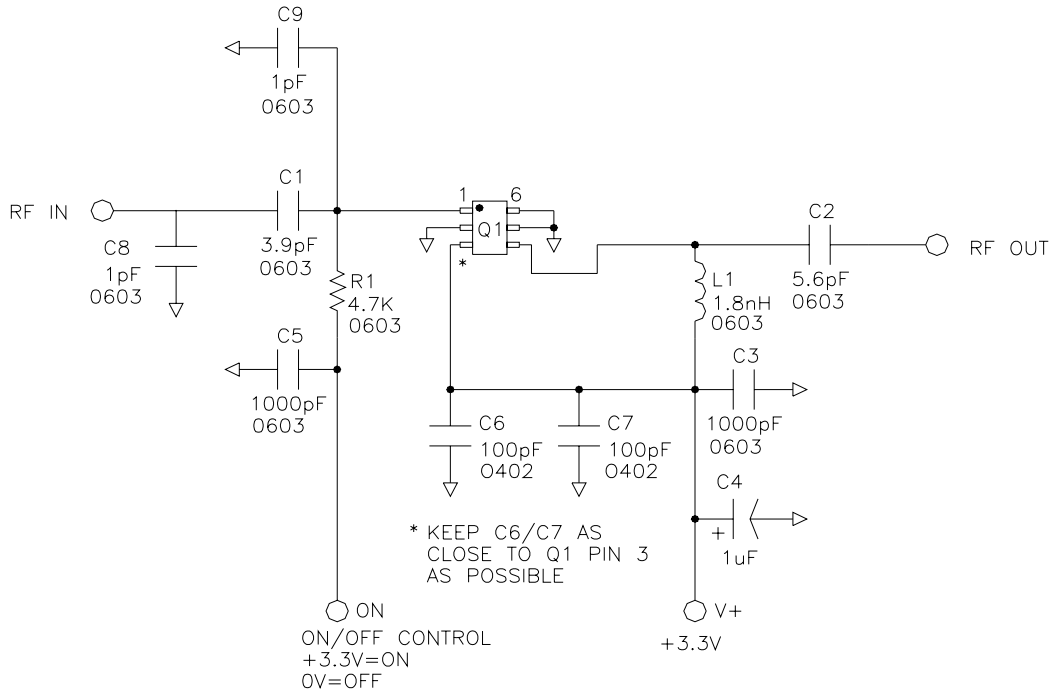 C9
1pF
0603
RF IN
C1
3.9pF
0603
C8
1pF
0603
R1
4.7K
0603
C5
1000pF
0603
1
6
Q1
*
C2
5.6pF
0603
RF OUT
L1
1.8nH
0603
C3
1000pF
0603
C6
100pF
0402
C7
100pF
0402
C4
+
1uF
* KEEP C6/C7 AS
CLOSE TO Q1 PIN 3
AS POSSIBLE
ON
ON/OFF CONTROL
+3.3V=ON
0V=OFF
V+
+3.3V